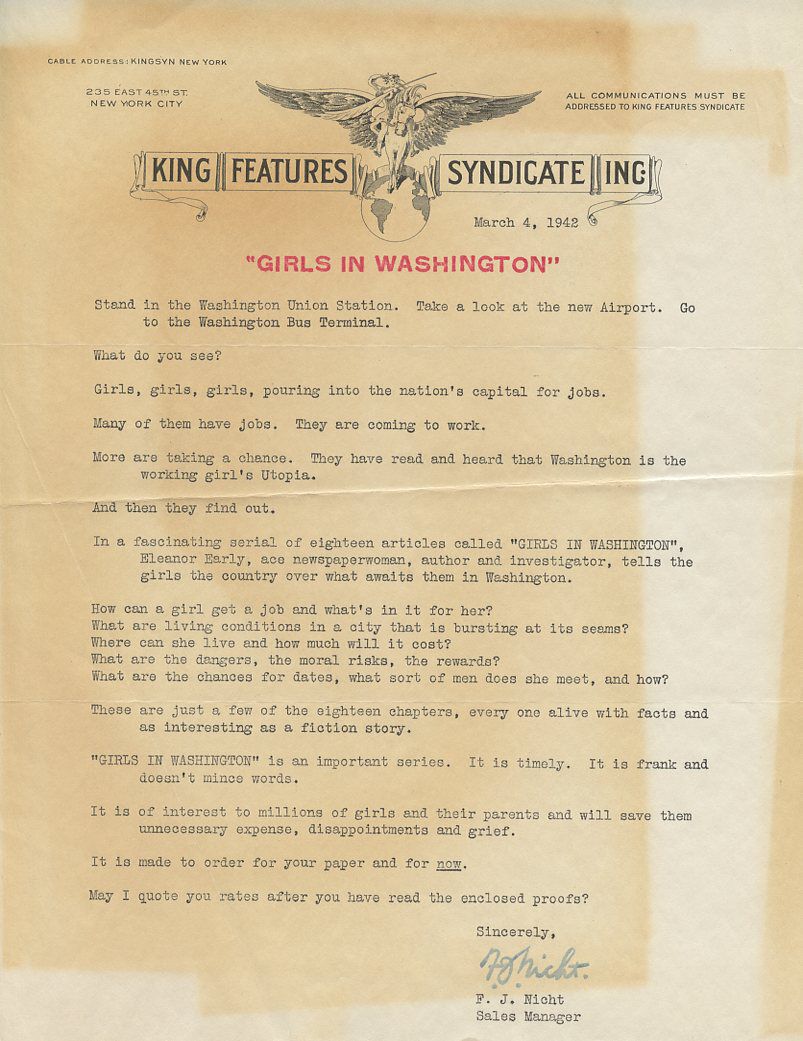 CABLE ADDRESS: KINGSYN NEW YORK
235 EAST 45TH ST.
NEW YORK CITY
ALL COMMUNICATIONS MUST BE
ADDRESSED TO KING FEATURES SYNDICATE
KING FEATURES SYNDICATE INC.
March 4, 1942
"GIRLS IN WASHINGTON"
Stand in the Washington Union Station. Take a look at the new Airport. Go
to the Washington Bus Terminal.
What do you see?
Girls, girls, girls, pouring into the nation's capital for jobs.
Many of them have jobs. They are coming to work.
More are taking a chance. They have read and heard that Washington is the
working girl's Utopia.
And then they find out.
In a fascinating serial of eighteen articles called "GIRLS IN WASHINGTON",
Eleanor Early, ace newspaperwoman, author and investigator, tells the
girls the country over what awaits them in Washington.
How can a girl get a job and what's in it for her?
What are living conditions in a city that is bursting at its seams?
Where can she live and how much will it cost?
What are the dangers, the moral risks, the rewards?
What are the chances for dates, what sort of men does she meet, and how?
These are just a few of the eighteen chapters, every one alive with facts and
as interesting as a fiction story.
"GIRLS IN WASHINGTON" is an important series. It is timely. It is frank and
doesn't mince words.
It is of interest to millions of girls and their parents and will save them
unnecessary expense, disappointments and grief.
It is made to order for your paper and for now.
May I quote you rates after you have read the enclosed proofs?
Sincerely,
F J Nicht.
F. J. Nicht
Sales Manager